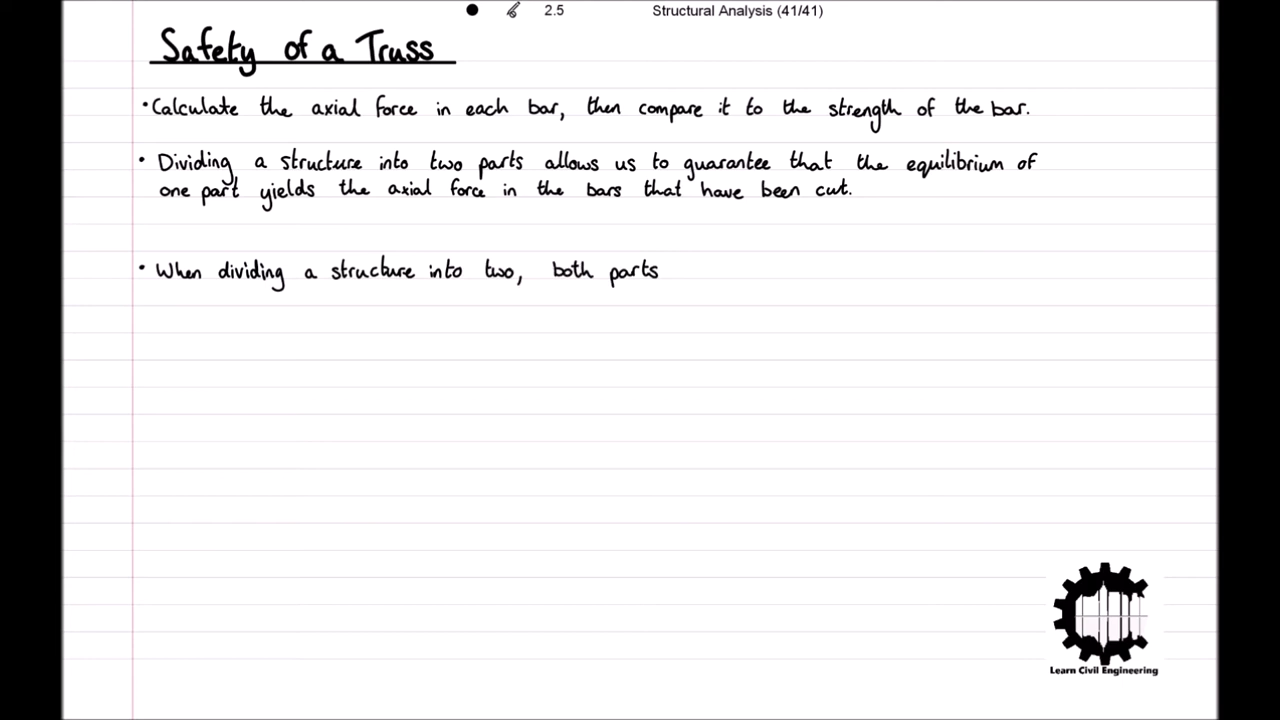 2.5
Structural Analysis (41/41)
Safety of a Truss
• Calculate the axial force in each bar, then compare it to the strength of the bar.
• Dividing a structure into two parts allows us to guarantee that the equilibrium of
one part yields the axial force in the bars that have been cut.
• When dividing a structure into two, both parts
Learn Civil Engineering